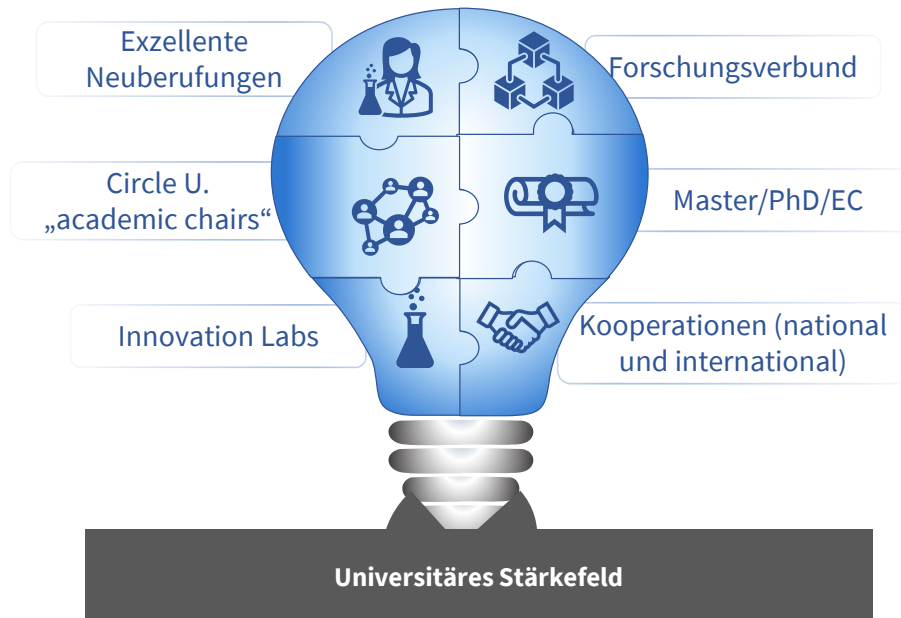 Exzellente
Neuberufungen
Forschungsverbund
Circle U.
„academic chairs“
Master/PhD/EC
Innovation Labs
Kooperationen (national
und international)
Universitäres Stärkefeld